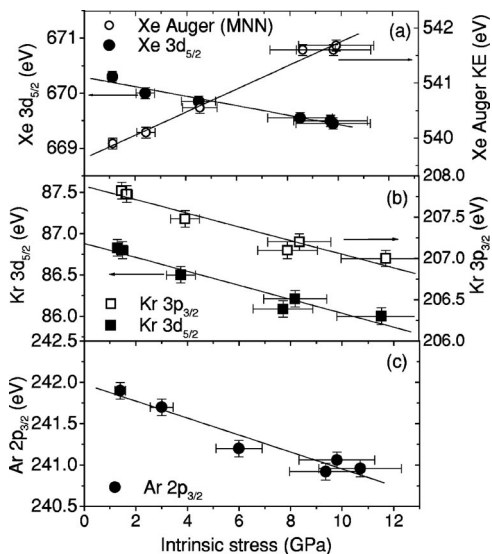 Xe Auger (MNN)
Xe 3d5/2
(a)
671
670
669
Xe 3d5/2 (eV)
542
541
540
Xe Auger KE (eV)
(b)
87.5
87.0
86.5
86.0
Kr 3d5/2 (eV)
208.0
207.5
207.0
206.5
206.0
Kr 3p3/2 (eV)
Kr 3p3/2
Kr 3d5/2
242.5
(c)
242.0
241.5
241.0
240.5
Ar 2p3/2 (eV)
Ar 2p3/2
0 2 4 6 8 10 12
Intrinsic stress (GPa)